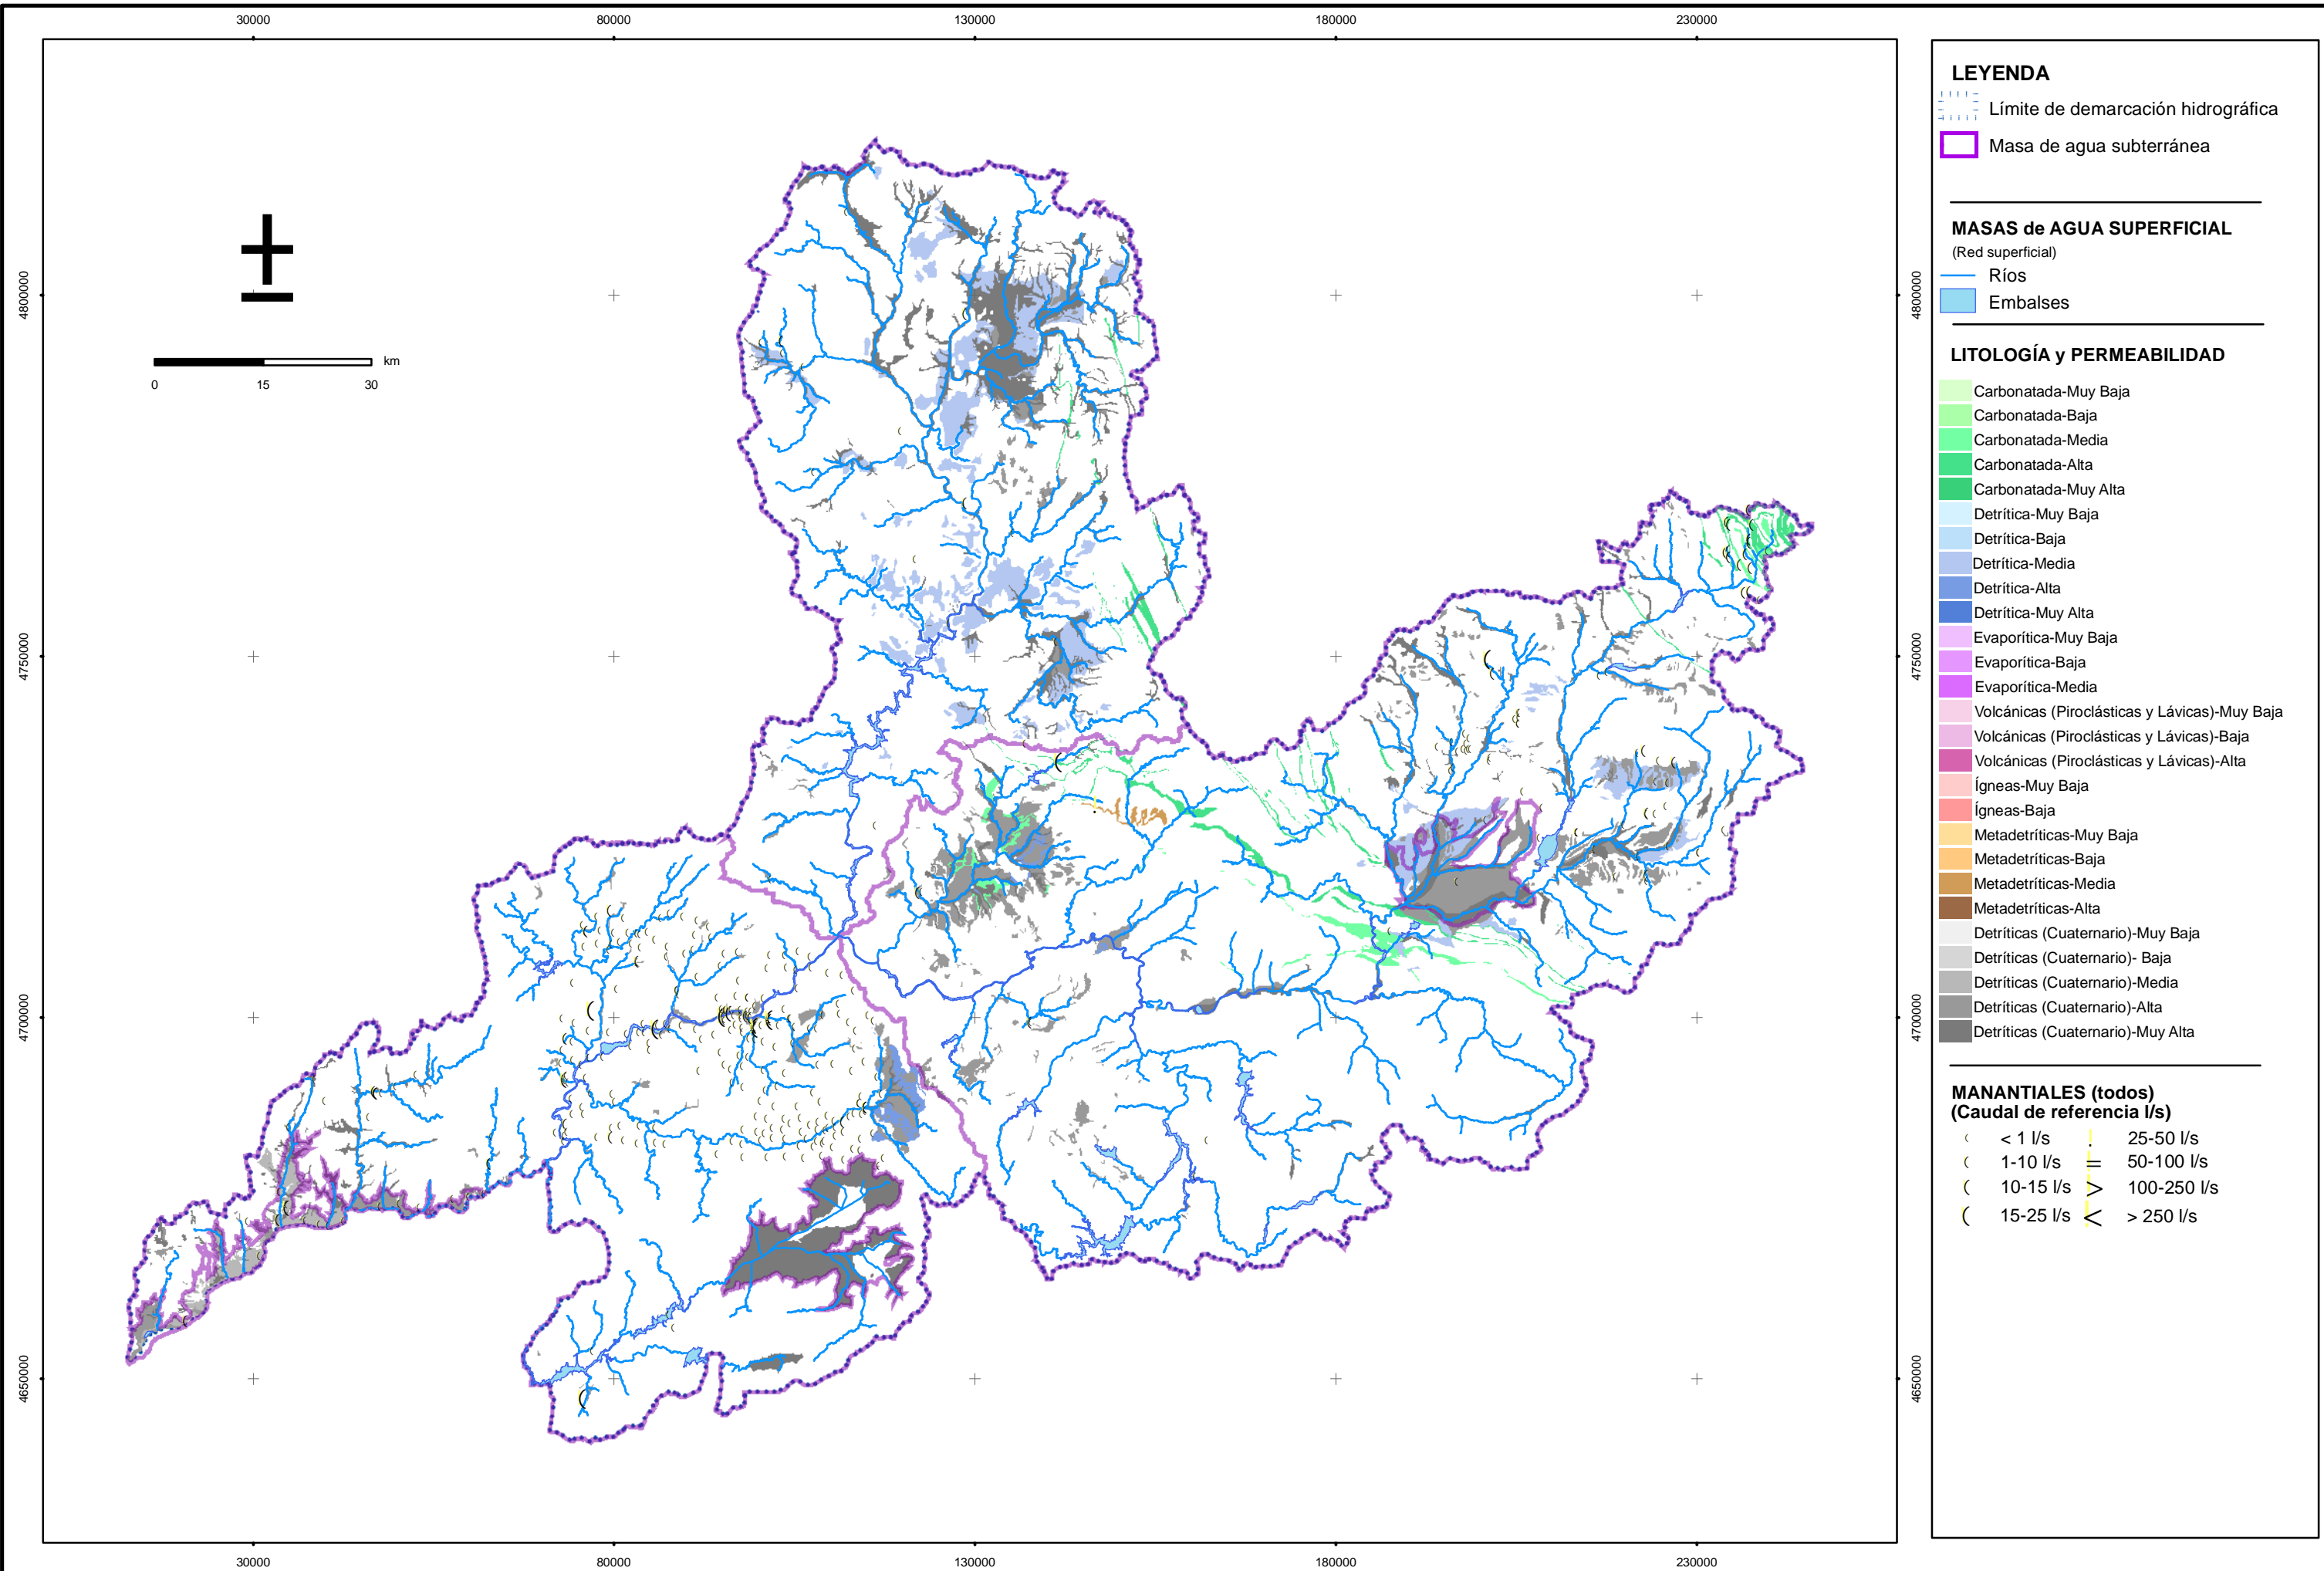 30000 80000 130000 180000 230000
4800000 4800000
4750000 4750000
4700000 4700000
4650000 4650000
km
0 15 30
30000 80000 130000 180000 230000
LEYENDA
Límite de demarcación hidrográfica
Masa de agua subterránea
MASAS de AGUA SUPERFICIAL
(Red superficial)
Ríos
Embalses
LITOLOGÍA y PERMEABILIDAD
Carbonatada-Muy Baja
Carbonatada-Baja
Carbonatada-Media
Carbonatada-Alta
Carbonatada-Muy Alta
Detrítica-Muy Baja
Detrítica-Baja
Detrítica-Media
Detrítica-Alta
Detrítica-Muy Alta
Evaporítica-Muy Baja
Evaporítica-Baja
Evaporítica-Media
Volcánicas (Piroclásticas y Lávicas)-Muy Baja
Volcánicas (Piroclásticas y Lávicas)-Baja
Volcánicas (Piroclásticas y Lávicas)-Alta
Ígneas-Muy Baja
Ígneas-Baja
Metadetríticas-Muy Baja
Metadetríticas-Baja
Metadetríticas-Media
Metadetríticas-Alta
Detríticas (Cuaternario)-Muy Baja
Detríticas (Cuaternario)- Baja
Detríticas (Cuaternario)-Media
Detríticas (Cuaternario)-Alta
Detríticas (Cuaternario)-Muy Alta
MANANTIALES (todos)
(Caudal de referencia l/s)
( < 1 l/s ! 25-50 l/s
( 1-10 l/s = 50-100 l/s
( 10-15 l/s > 100-250 l/s
( 15-25 l/s < > 250 l/s